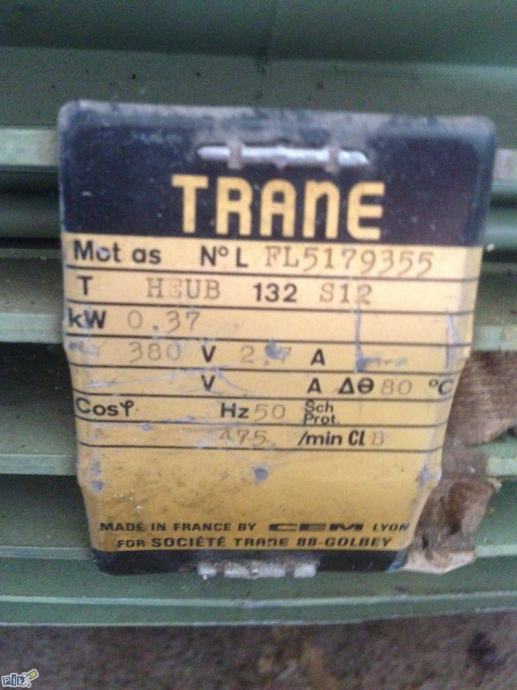 TRANE
Mot as N° L FL5179355
T HEUB 132 S12
kW 0.37
380 V 2.7 A
V A Δθ 80 °C
Cosφ Hz 50 Sch Prot.
475 /min CL B
MADE IN FRANCE BY CEM LYON
FOR SOCIÉTÉ TRANE 88-GOLBEY